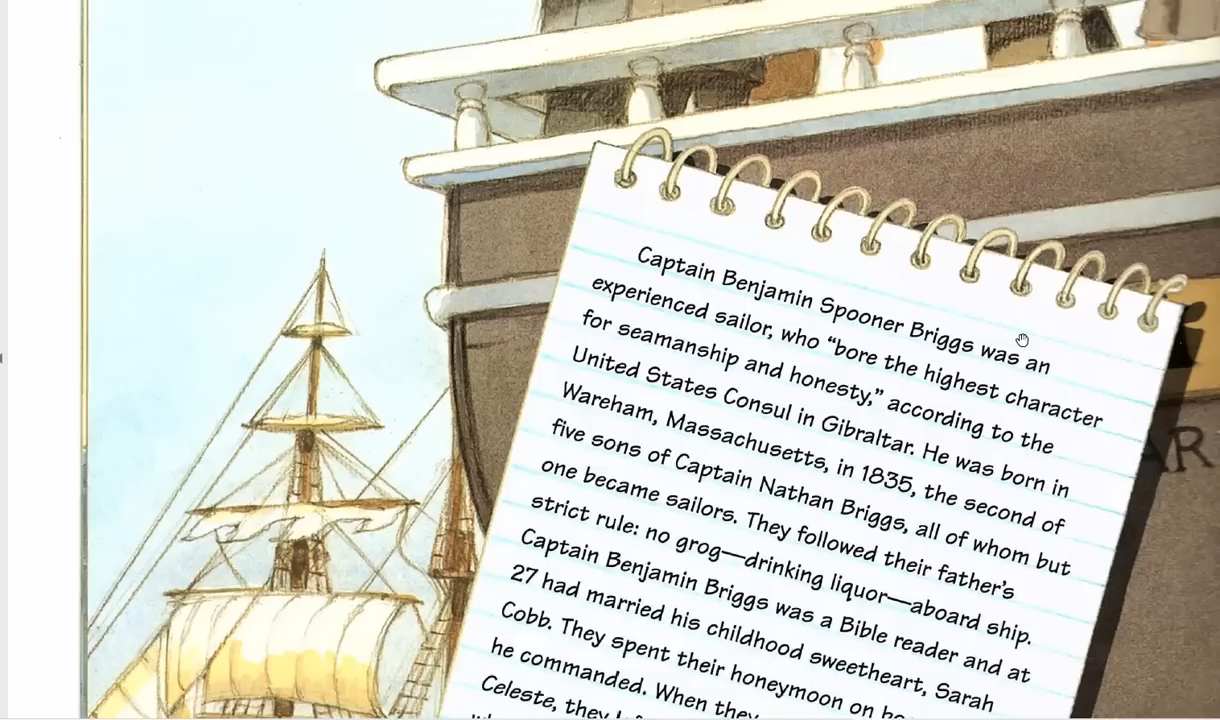 Captain Benjamin Spooner Briggs was an
experienced sailor, who “bore the highest character
for seamanship and honesty,” according to the
United States Consul in Gibraltar. He was born in
Wareham, Massachusetts, in 1835, the second of
five sons of Captain Nathan Briggs, all of whom but
one became sailors. They followed their father's
strict rule: no grog—drinking liquor—aboard ship.
Captain Benjamin Briggs was a Bible reader and at
27 had married his childhood sweetheart, Sarah
Cobb. They spent their honeymoon on
he commanded. When they
Celeste, they
AR